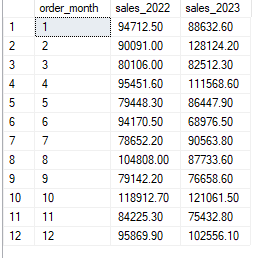 order_month sales_2022 sales_2023
1 1 94712.50 88632.60
2 2 90091.00 128124.20
3 3 80106.00 82512.30
4 4 95451.60 111568.60
5 5 79448.30 86447.90
6 6 94170.50 68976.50
7 7 78652.20 90563.80
8 8 104808.00 87733.60
9 9 79142.20 76658.60
10 10 118912.70 121061.50
11 11 84225.30 75432.80
12 12 95869.90 102556.10